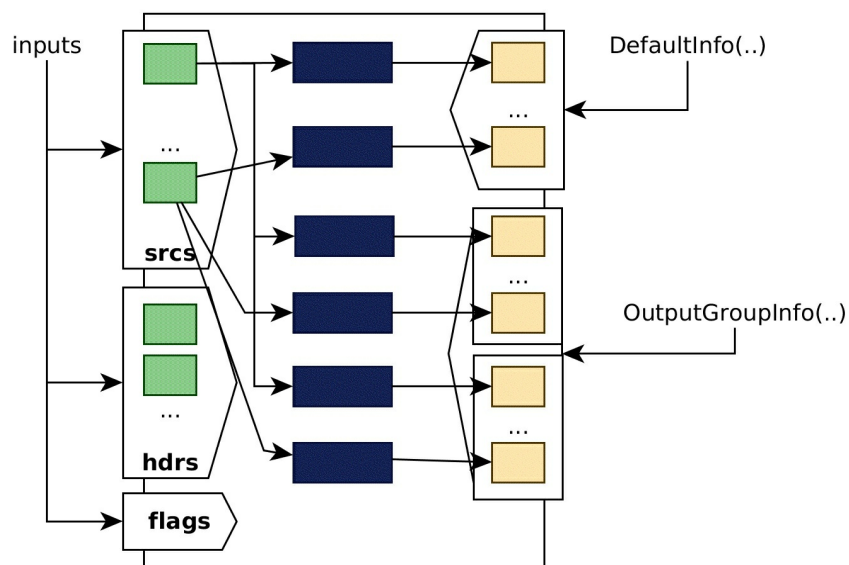 inputs
DefaultInfo(..)
...
...
srcs
...
OutputGroupInfo(..)
...
...
hdrs
flags